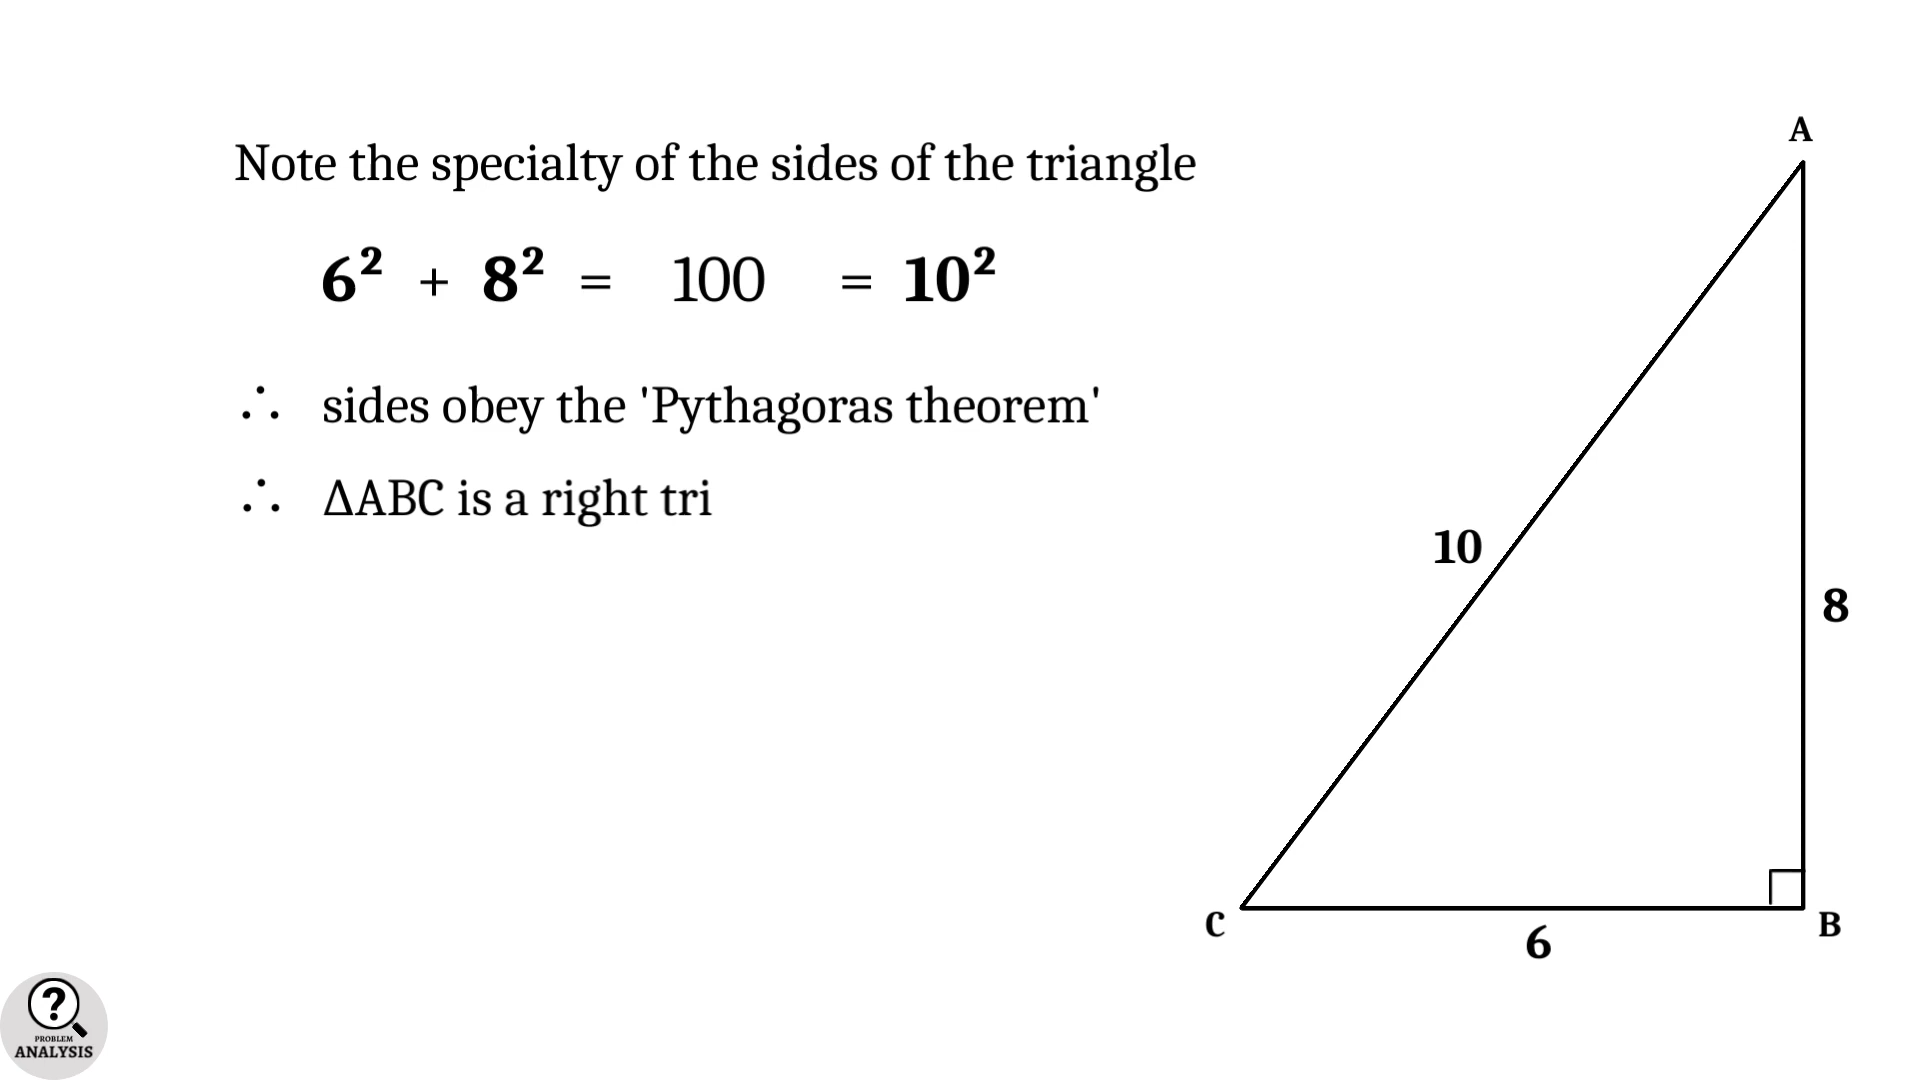 Note the specialty of the sides of the triangle
6² + 8² = 100 = 10²
∴ sides obey the 'Pythagoras theorem'
∴ ΔABC is a right tri
A
10
8
C
B
6
?
PROBLEM
ANALYSIS